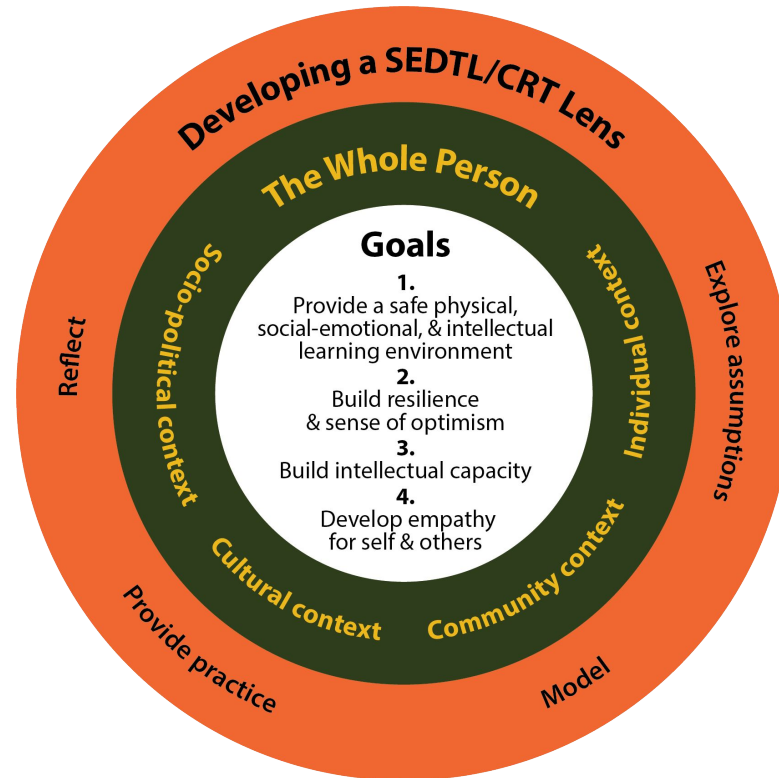 Developing a SEDTL/CRT Lens
The Whole Person
Goals
1.
Provide a safe physical,
social-emotional, & intellectual
learning environment
2.
Build resilience
& sense of optimism
3.
Build intellectual capacity
4.
Develop empathy
for self & others
Individual context
Community context
Cultural context
Socio-political context
Explore assumptions
Model
Provide practice
Reflect